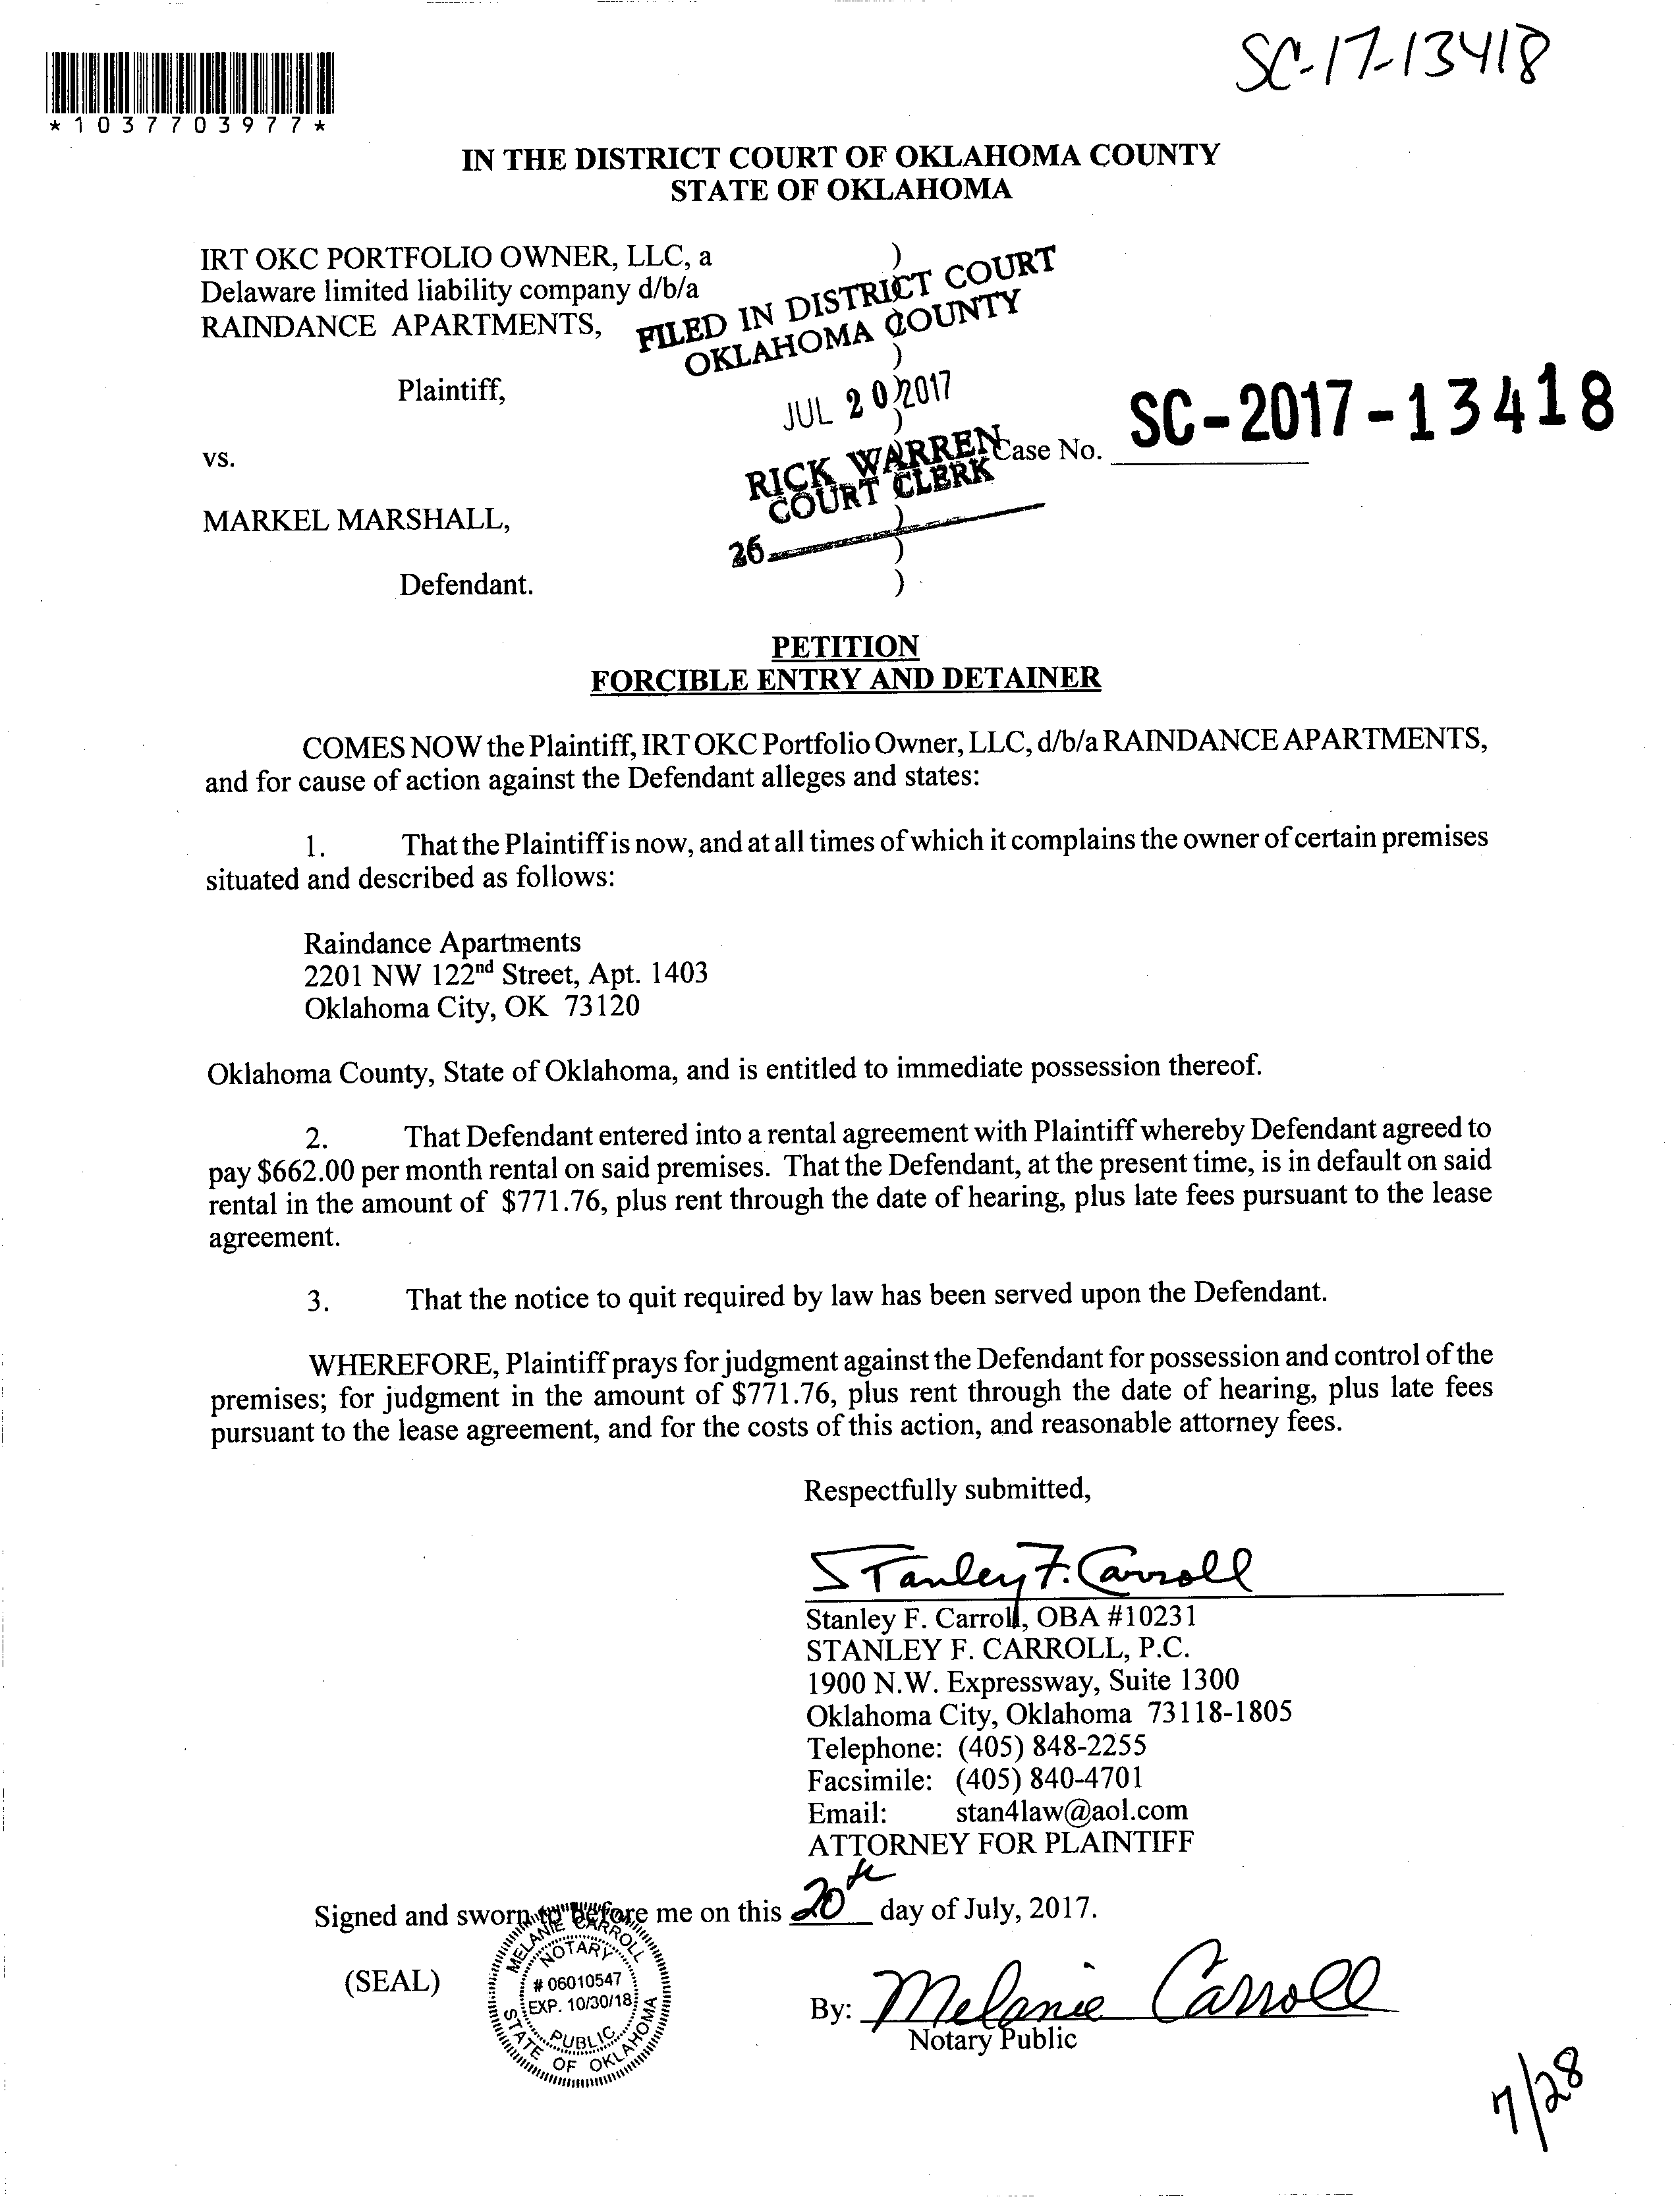 SC-17-13418
*1037703977*
IN THE DISTRICT COURT OF OKLAHOMA COUNTY
STATE OF OKLAHOMA
IRT OKC PORTFOLIO OWNER, LLC, a )
Delaware limited liability company d/b/a
RAINDANCE APARTMENTS,
FILED IN DISTRICT COURT
OKLAHOMA COUNTY
)
Plaintiff,
JUL 20 2017
)
vs.
RICK WARREN
COURT CLERK
Case No. SC-2017-13418
MARKEL MARSHALL, )
26
)
Defendant. )
PETITION
FORCIBLE ENTRY AND DETAINER
COMES NOW the Plaintiff, IRT OKC Portfolio Owner, LLC, d/b/a RAINDANCE APARTMENTS,
and for cause of action against the Defendant alleges and states:
1. That the Plaintiff is now, and at all times of which it complains the owner of certain premises
situated and described as follows:
Raindance Apartments
2201 NW 122nd Street, Apt. 1403
Oklahoma City, OK 73120
Oklahoma County, State of Oklahoma, and is entitled to immediate possession thereof.
2. That Defendant entered into a rental agreement with Plaintiff whereby Defendant agreed to
pay $662.00 per month rental on said premises. That the Defendant, at the present time, is in default on said
rental in the amount of $771.76, plus rent through the date of hearing, plus late fees pursuant to the lease
agreement.
3. That the notice to quit required by law has been served upon the Defendant.
WHEREFORE, Plaintiff prays for judgment against the Defendant for possession and control of the
premises; for judgment in the amount of $771.76, plus rent through the date of hearing, plus late fees
pursuant to the lease agreement, and for the costs of this action, and reasonable attorney fees.
Respectfully submitted,
Stanley F. Carroll
Stanley F. Carroll, OBA #10231
STANLEY F. CARROLL, P.C.
1900 N.W. Expressway, Suite 1300
Oklahoma City, Oklahoma 73118-1805
Telephone: (405) 848-2255
Facsimile: (405) 840-4701
Email: stan4law@aol.com
ATTORNEY FOR PLAINTIFF
Signed and sworn to before me on this 20th day of July, 2017.
(SEAL)
MELANIE CARROLL
NOTARY
# 06010547
EXP. 10/30/18
PUBLIC
STATE OF OKLAHOMA
By: Melanie Carroll
Notary Public
7/28